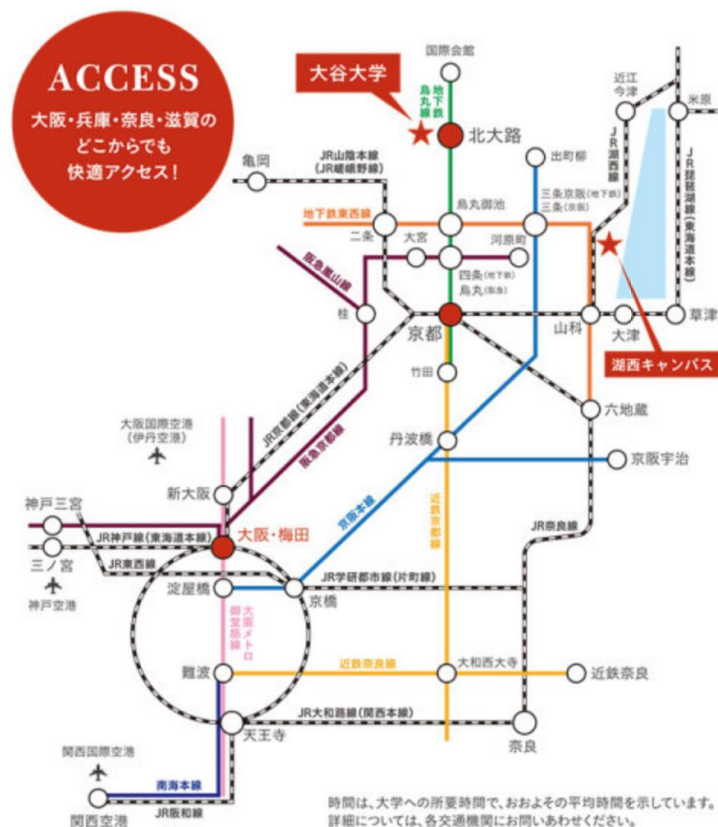 ACCESS
大阪・兵庫・奈良・滋賀の
どこからでも
快適アクセス！
国際会館
大谷大学
地下鉄
烏丸線
北大路
近江
今津
米原
JR湖西線
JR琵琶湖線(東海道本線)
JR山陰本線
(JR嵯峨野線)
亀岡
出町柳
三条京阪(地下鉄)
三条(京阪)
地下鉄東西線
烏丸御池
二条
大宮
河原町
四条(地下鉄)
烏丸(阪急)
阪急嵐山線
桂
京都
山科
大津
草津
湖西キャンパス
竹田
JR京都線(東海道本線)
阪急京都線
六地蔵
大阪国際空港
(伊丹空港)
丹波橋
京阪宇治
京阪本線
近鉄京都線
新大阪
神戸三宮
大阪・梅田
JR神戸線(東海道本線)
JR奈良線
三ノ宮
JR東西線
神戸空港
淀屋橋
京橋
JR学研都市線(片町線)
大阪メトロ
御堂筋線
難波
近鉄奈良線
大和西大寺
近鉄奈良
JR大和路線(関西本線)
天王寺
奈良
関西国際空港
南海本線
関西空港
JR阪和線
時間は、大学への所要時間で、おおよその平均時間を示しています。
詳細については、各交通機関にお問いあわせください。